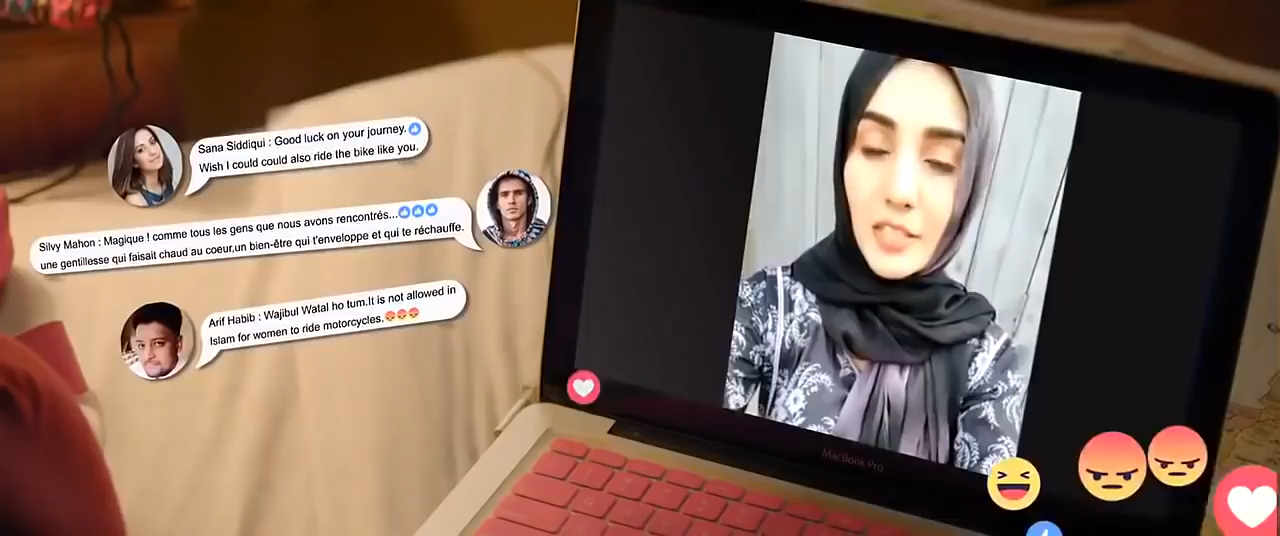 Sana Siddiqui : Good luck on your journey.
Wish I could could also ride the bike like you.
Silvy Mahon : Magique ! comme tous les gens que nous avons rencontrés...
une gentillesse qui faisait chaud au coeur,un bien-être qui t'enveloppe et qui te réchauffe.
Arif Habib : Wajibul Watal ho tum.It is not allowed in
Islam for women to ride motorcycles.
MacBook Pro